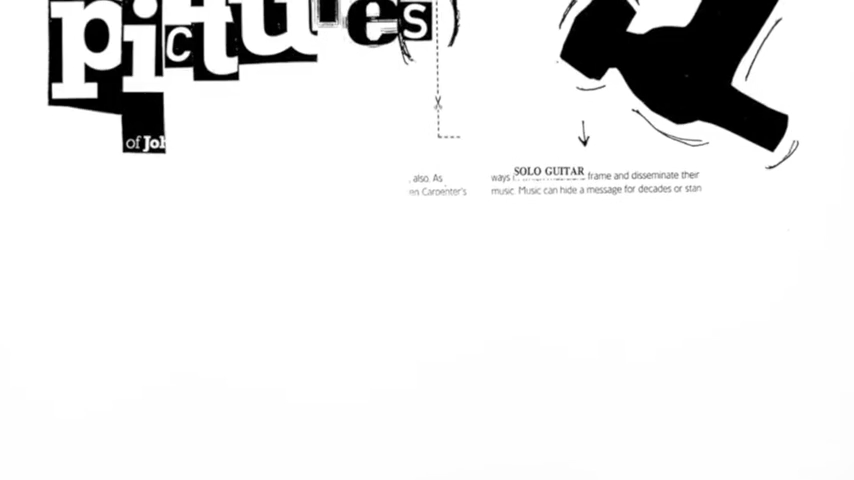 pictures)
of Joh
SOLO GUITAR
also. As
en Carpenter's
ways frame and disseminate their
music. Music can hide a message for decades or stan